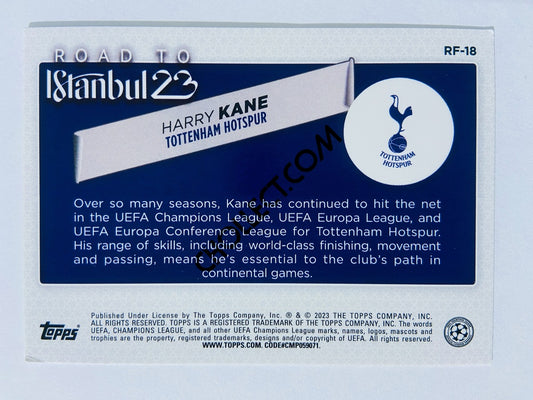 ROAD TO
RF-18
IStanbul 23
HARRY KANE
TOTTENHAM HOTSPUR
TOTTENHAM
HOTSPUR
Over so many seasons, Kane has continued to hit the net
in the UEFA Champions League, UEFA Europa League, and
UEFA Europa Conference League for Tottenham Hotspur.
His range of skills, including world-class finishing, movement
and passing, means he's essential to the club's path in
continental games.
topps
Published Under License by The Topps Company, Inc. ® & © 2023 THE TOPPS COMPANY, INC.
ALL RIGHTS RESERVED. TOPPS IS A REGISTERED TRADEMARK OF THE TOPPS COMPANY, INC. The words
UEFA, CHAMPIONS LEAGUE, and all other UEFA Champions League marks, names, logos, mascots and
trophies are the property, registered trademarks, designs and/or copyright of UEFA. All rights reserved.
WWW.TOPPS.COM. CODE#CMP059071.